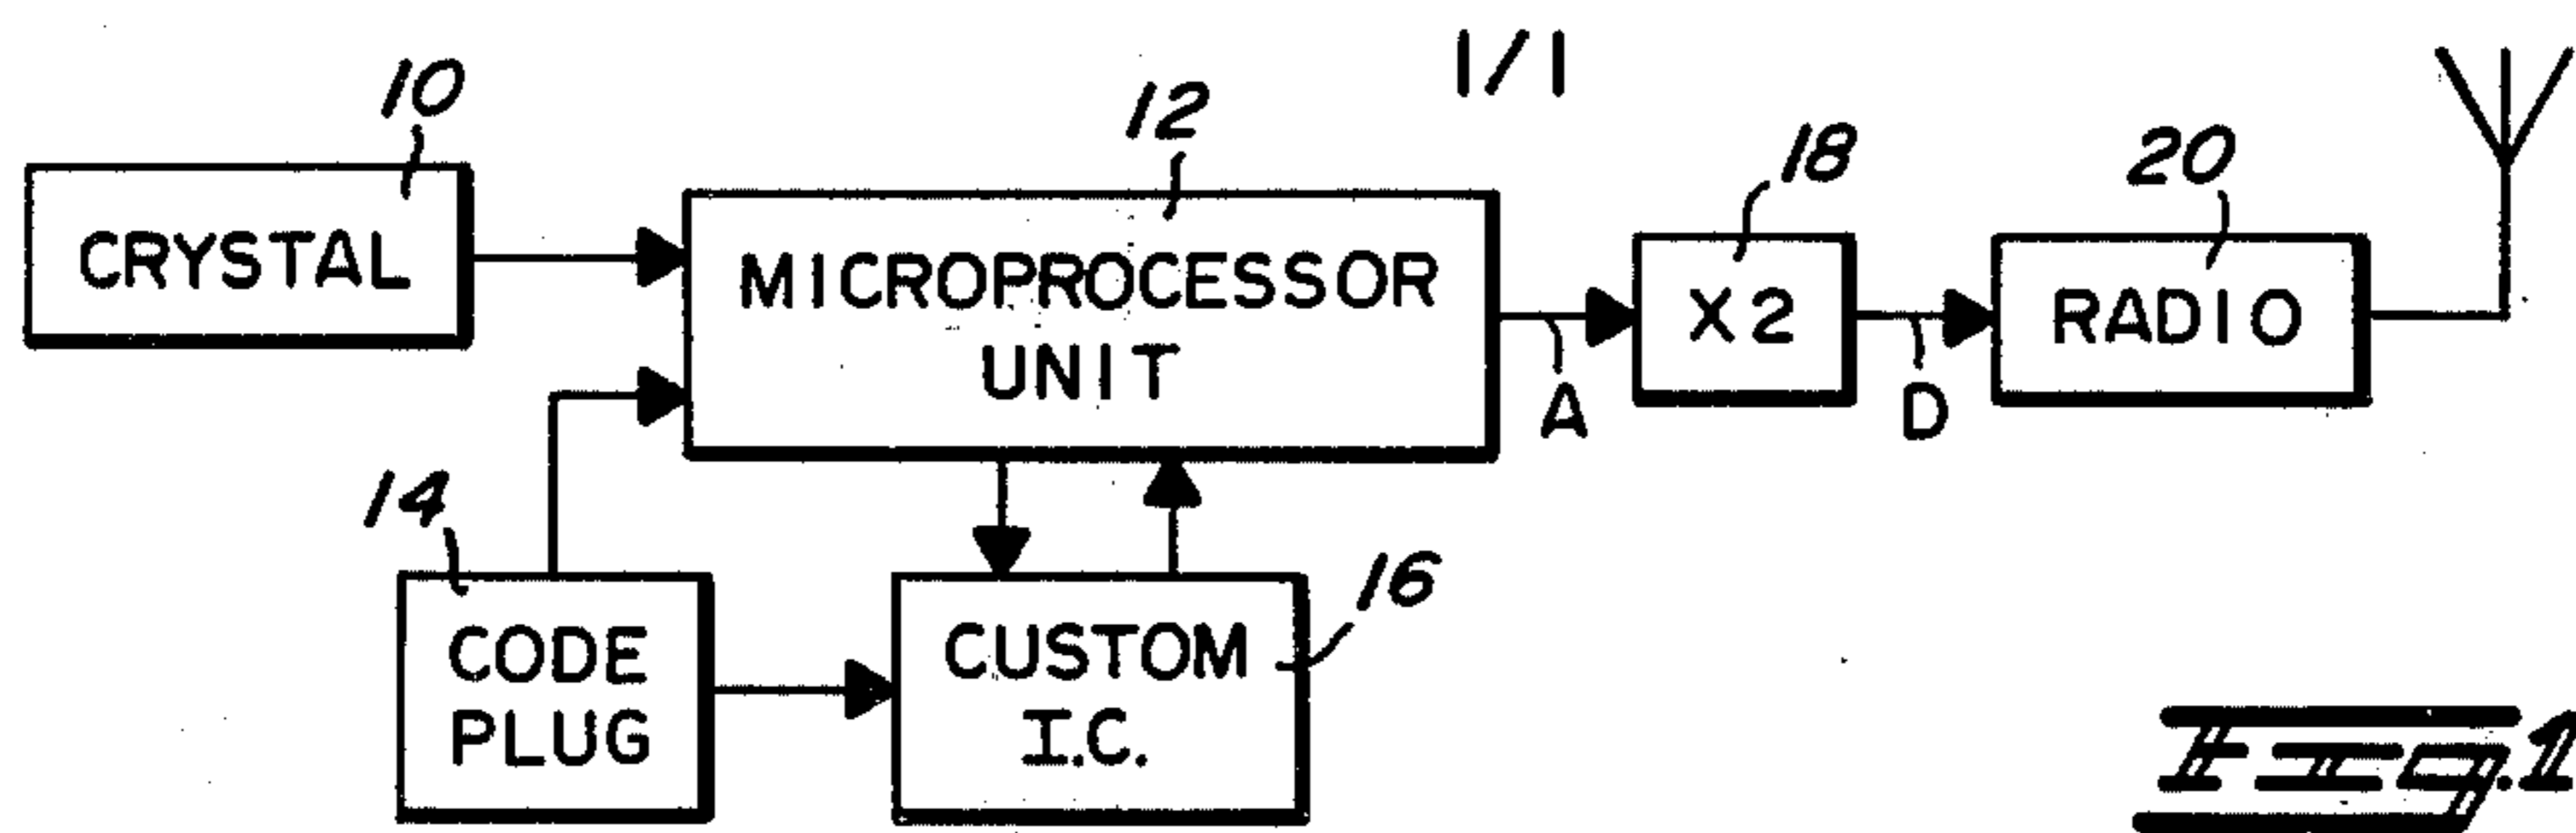 1/1
10
12
18
20
CRYSTAL
MICROPROCESSOR
UNIT
X2
RADIO
A
D
14
16
CODE
PLUG
CUSTOM
I.C.
Fig.1